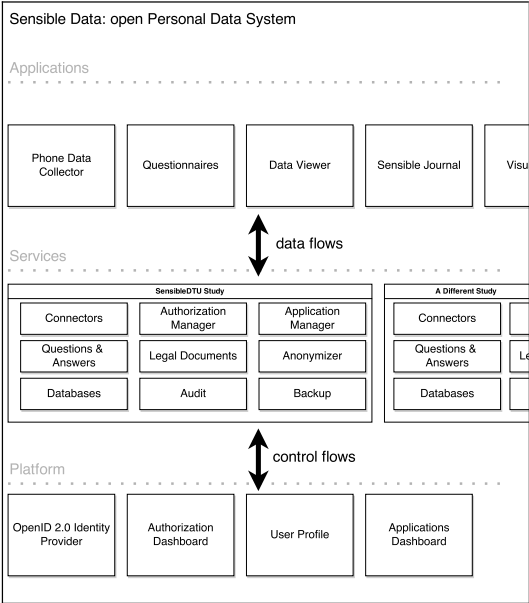 Sensible Data: open Personal Data System
Applications
Phone Data
Collector
Questionnaires
Data Viewer
Sensible Journal
Visu
data flows
Services
SensibleDTU Study
Connectors
Authorization
Manager
Application
Manager
Questions &
Answers
Legal Documents
Anonymizer
Databases
Audit
Backup
A Different Study
Connectors
Questions &
Answers
Le
Databases
control flows
Platform
OpenID 2.0 Identity
Provider
Authorization
Dashboard
User Profile
Applications
Dashboard